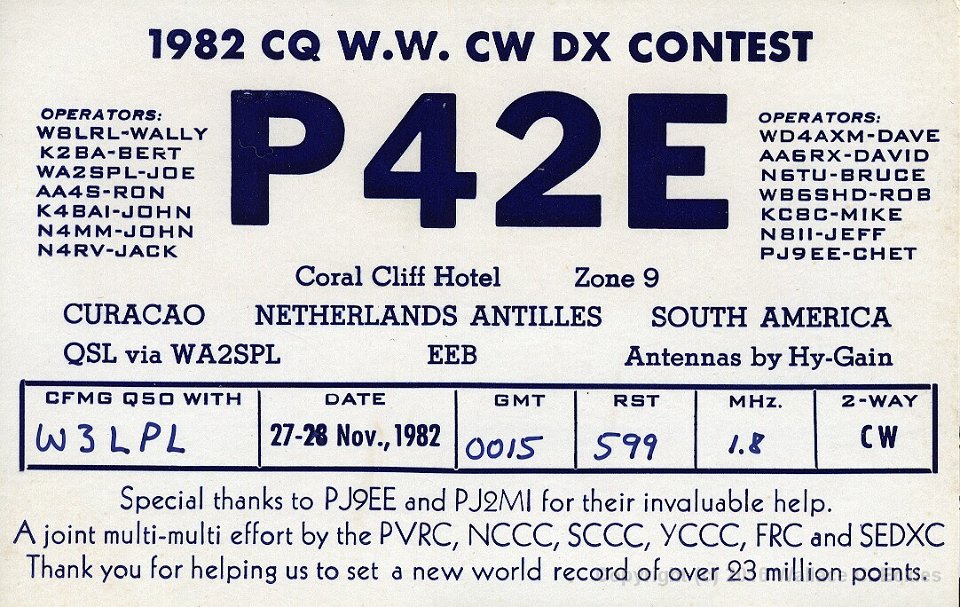 1982 CQ W.W. CW DX CONTEST
P42E
OPERATORS:
W8LRL-WALLY
K2BA-BERT
WA2SPL-JOE
AA4S-RON
K4BAI-JOHN
N4MM-JOHN
N4RV-JACK
OPERATORS:
WD4AXM-DAVE
AA6RX-DAVID
N6TU-BRUCE
WB6SHD-ROB
KC8C-MIKE
N8II-JEFF
PJ9EE-CHET
Coral Cliff Hotel Zone 9
CURACAO NETHERLANDS ANTILLES SOUTH AMERICA
QSL via WA2SPL EEB Antennas by Hy-Gain
CFMG QSO WITH DATE GMT RST MHz. 2-WAY
W3LPL 27-28 Nov., 1982 0015 599 1.8 CW
Special thanks to PJ9EE and PJ2MI for their invaluable help.
A joint multi-multi effort by the PVRC, NCCC, SCCC, YCCC, FRC and SEDXC
Thank you for helping us to set a new world record of over 23 million points.